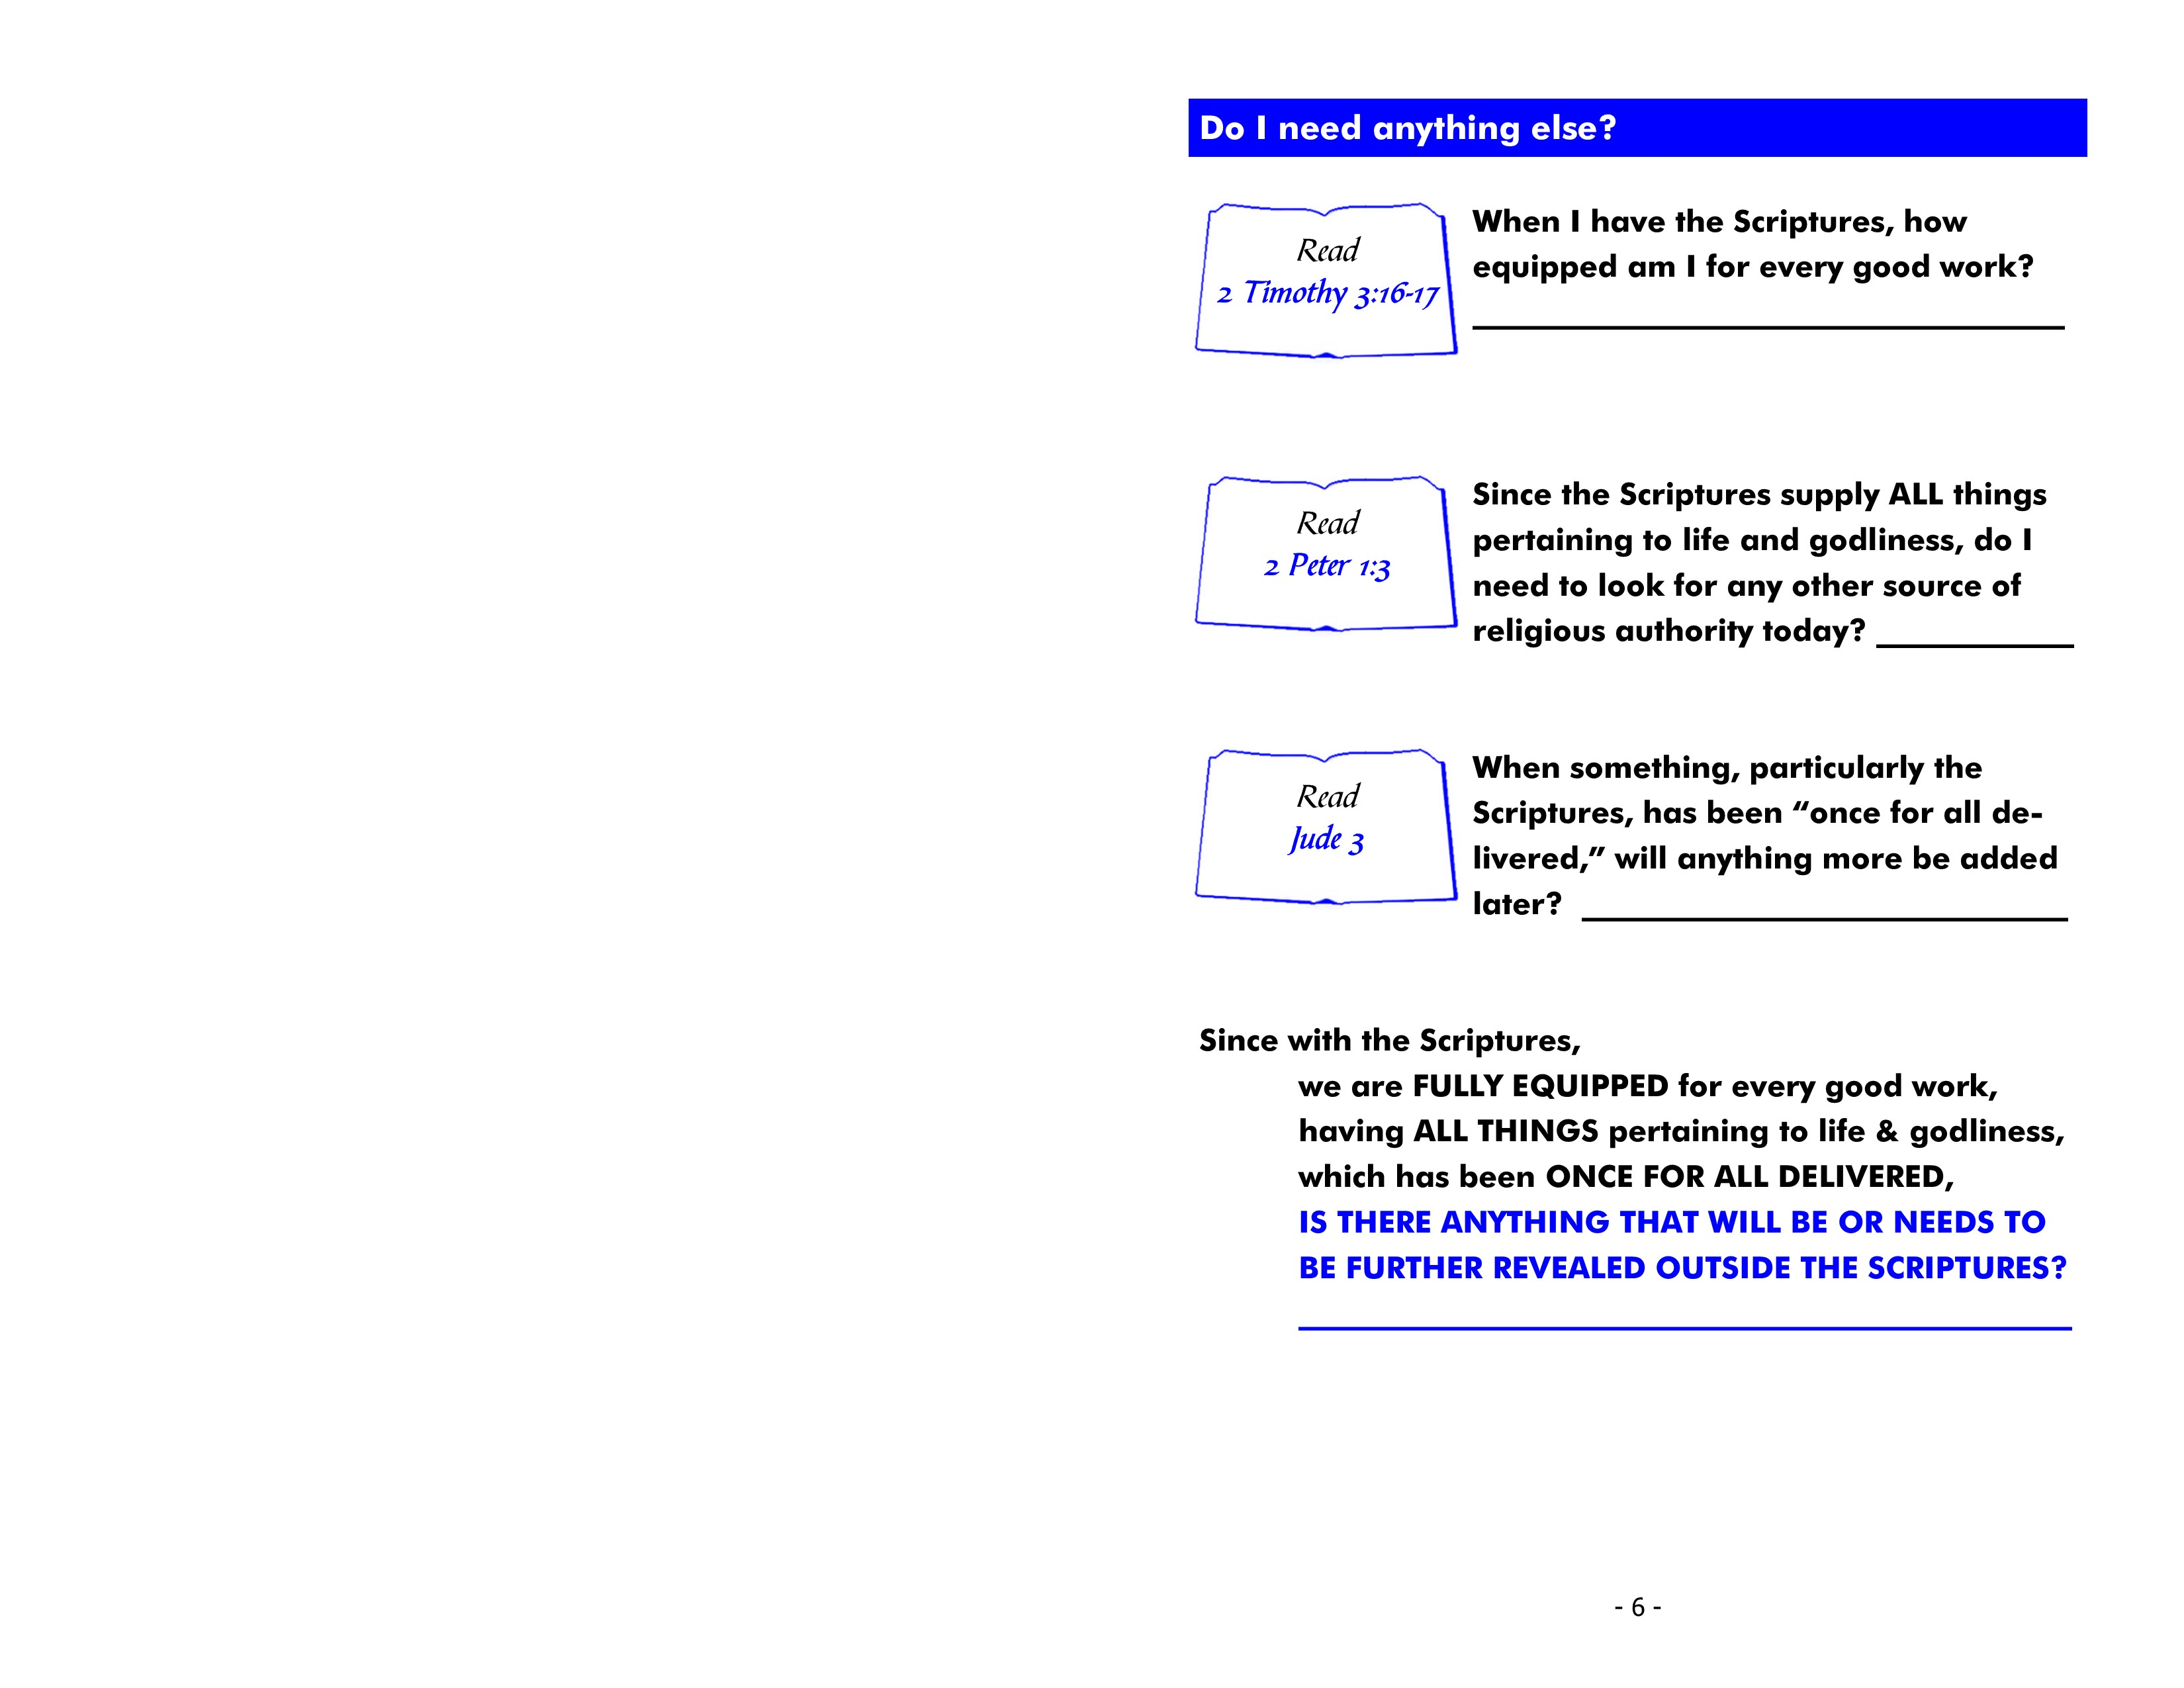 Do I need anything else?
Read
2 Timothy 3:16-17
When I have the Scriptures, how
equipped am I for every good work?
Read
2 Peter 1:3
Since the Scriptures supply ALL things
pertaining to life and godliness, do I
need to look for any other source of
religious authority today?
Read
Jude 3
When something, particularly the
Scriptures, has been “once for all de-
livered,” will anything more be added
later?
Since with the Scriptures,
we are FULLY EQUIPPED for every good work,
having ALL THINGS pertaining to life & godliness,
which has been ONCE FOR ALL DELIVERED,
IS THERE ANYTHING THAT WILL BE OR NEEDS TO
BE FURTHER REVEALED OUTSIDE THE SCRIPTURES?
- 6 -